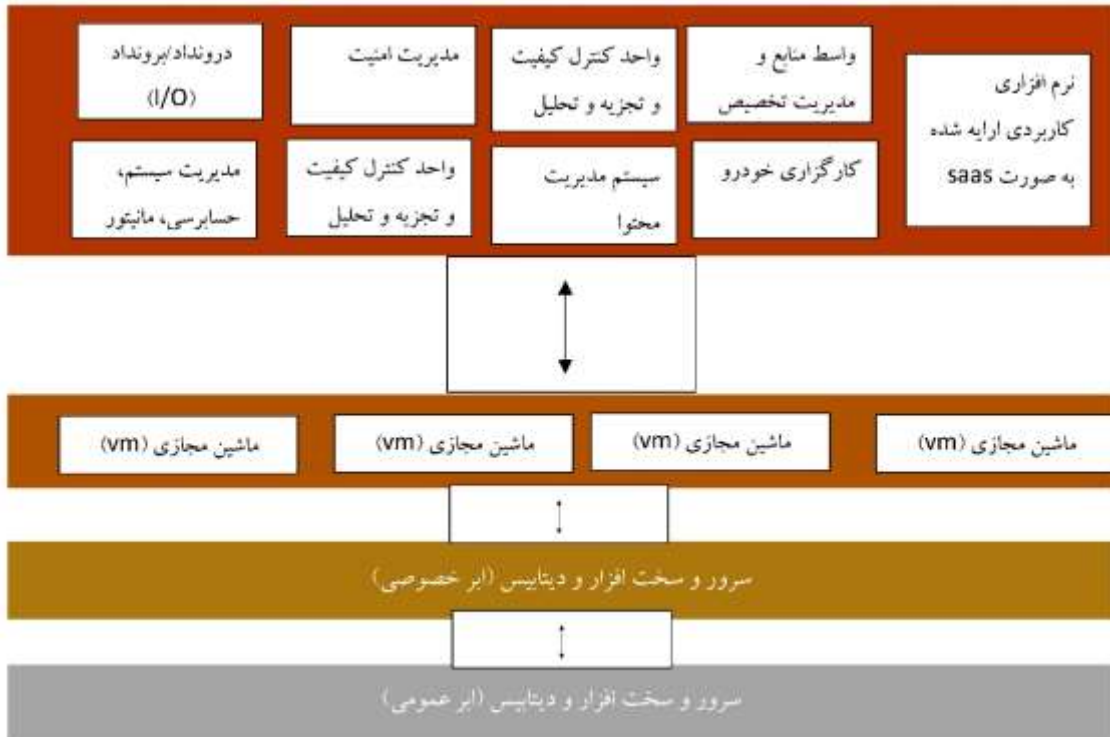 نرم افزاری
کاربردی ارایه شده
به صورت saas
واسط منابع و
مدیریت تخصیص
واحد کنترل کیفیت
و تجزیه و تحلیل
مدیریت امنیت
درونداد/برونداد
(I/O)
کارگزاری خودرو
سیستم مدیریت
محتوا
واحد کنترل کیفیت
و تجزیه و تحلیل
مدیریت سیستم،
حسابرسی، مانیتور
ماشین مجازی (vm)
ماشین مجازی (vm)
ماشین مجازی (vm)
ماشین مجازی (vm)
سرور و سخت افزار و دیتابیس (ابر خصوصی)
سرور و سخت افزار و دیتابیس (ابر عمومی)